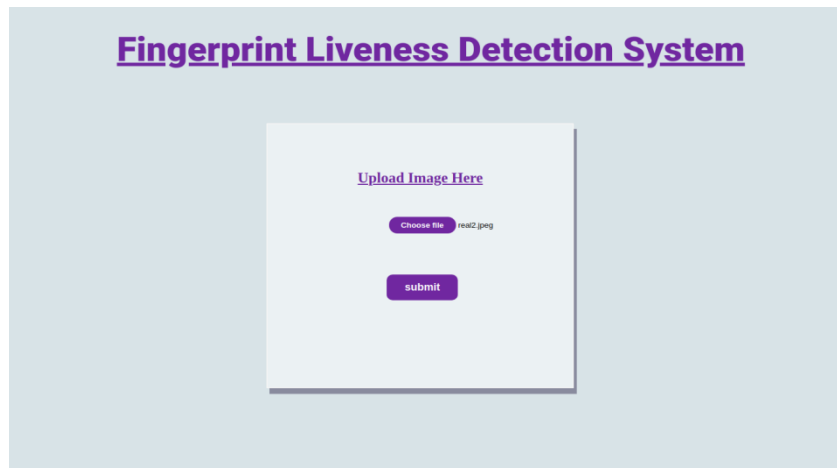 Fingerprint Liveness Detection System
Upload Image Here
Choose file real2.jpeg
submit